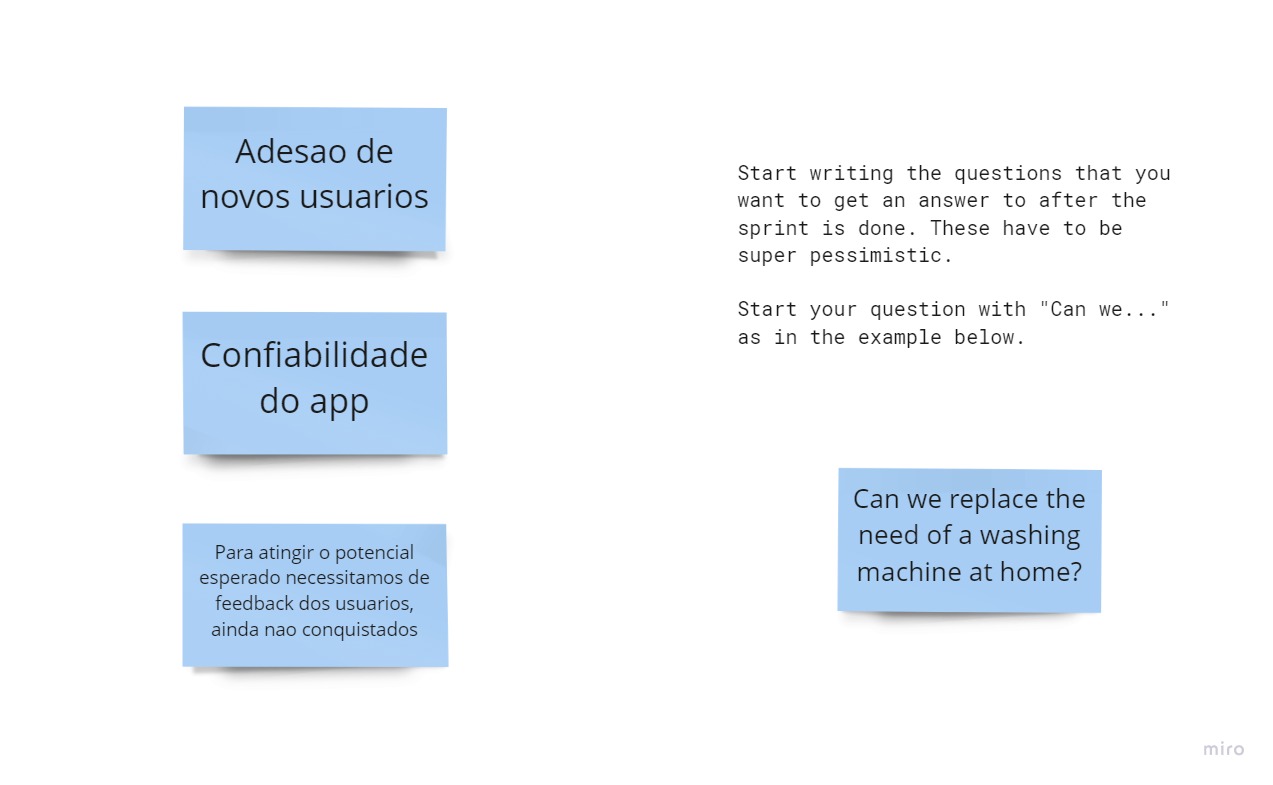 Adesao de
novos usuarios
Confiabilidade
do app
Para atingir o potencial
esperado necessitamos de
feedback dos usuarios,
ainda nao conquistados
Start writing the questions that you
want to get an answer to after the
sprint is done. These have to be
super pessimistic.
Start your question with "Can we..."
as in the example below.
Can we replace the
need of a washing
machine at home?
miro